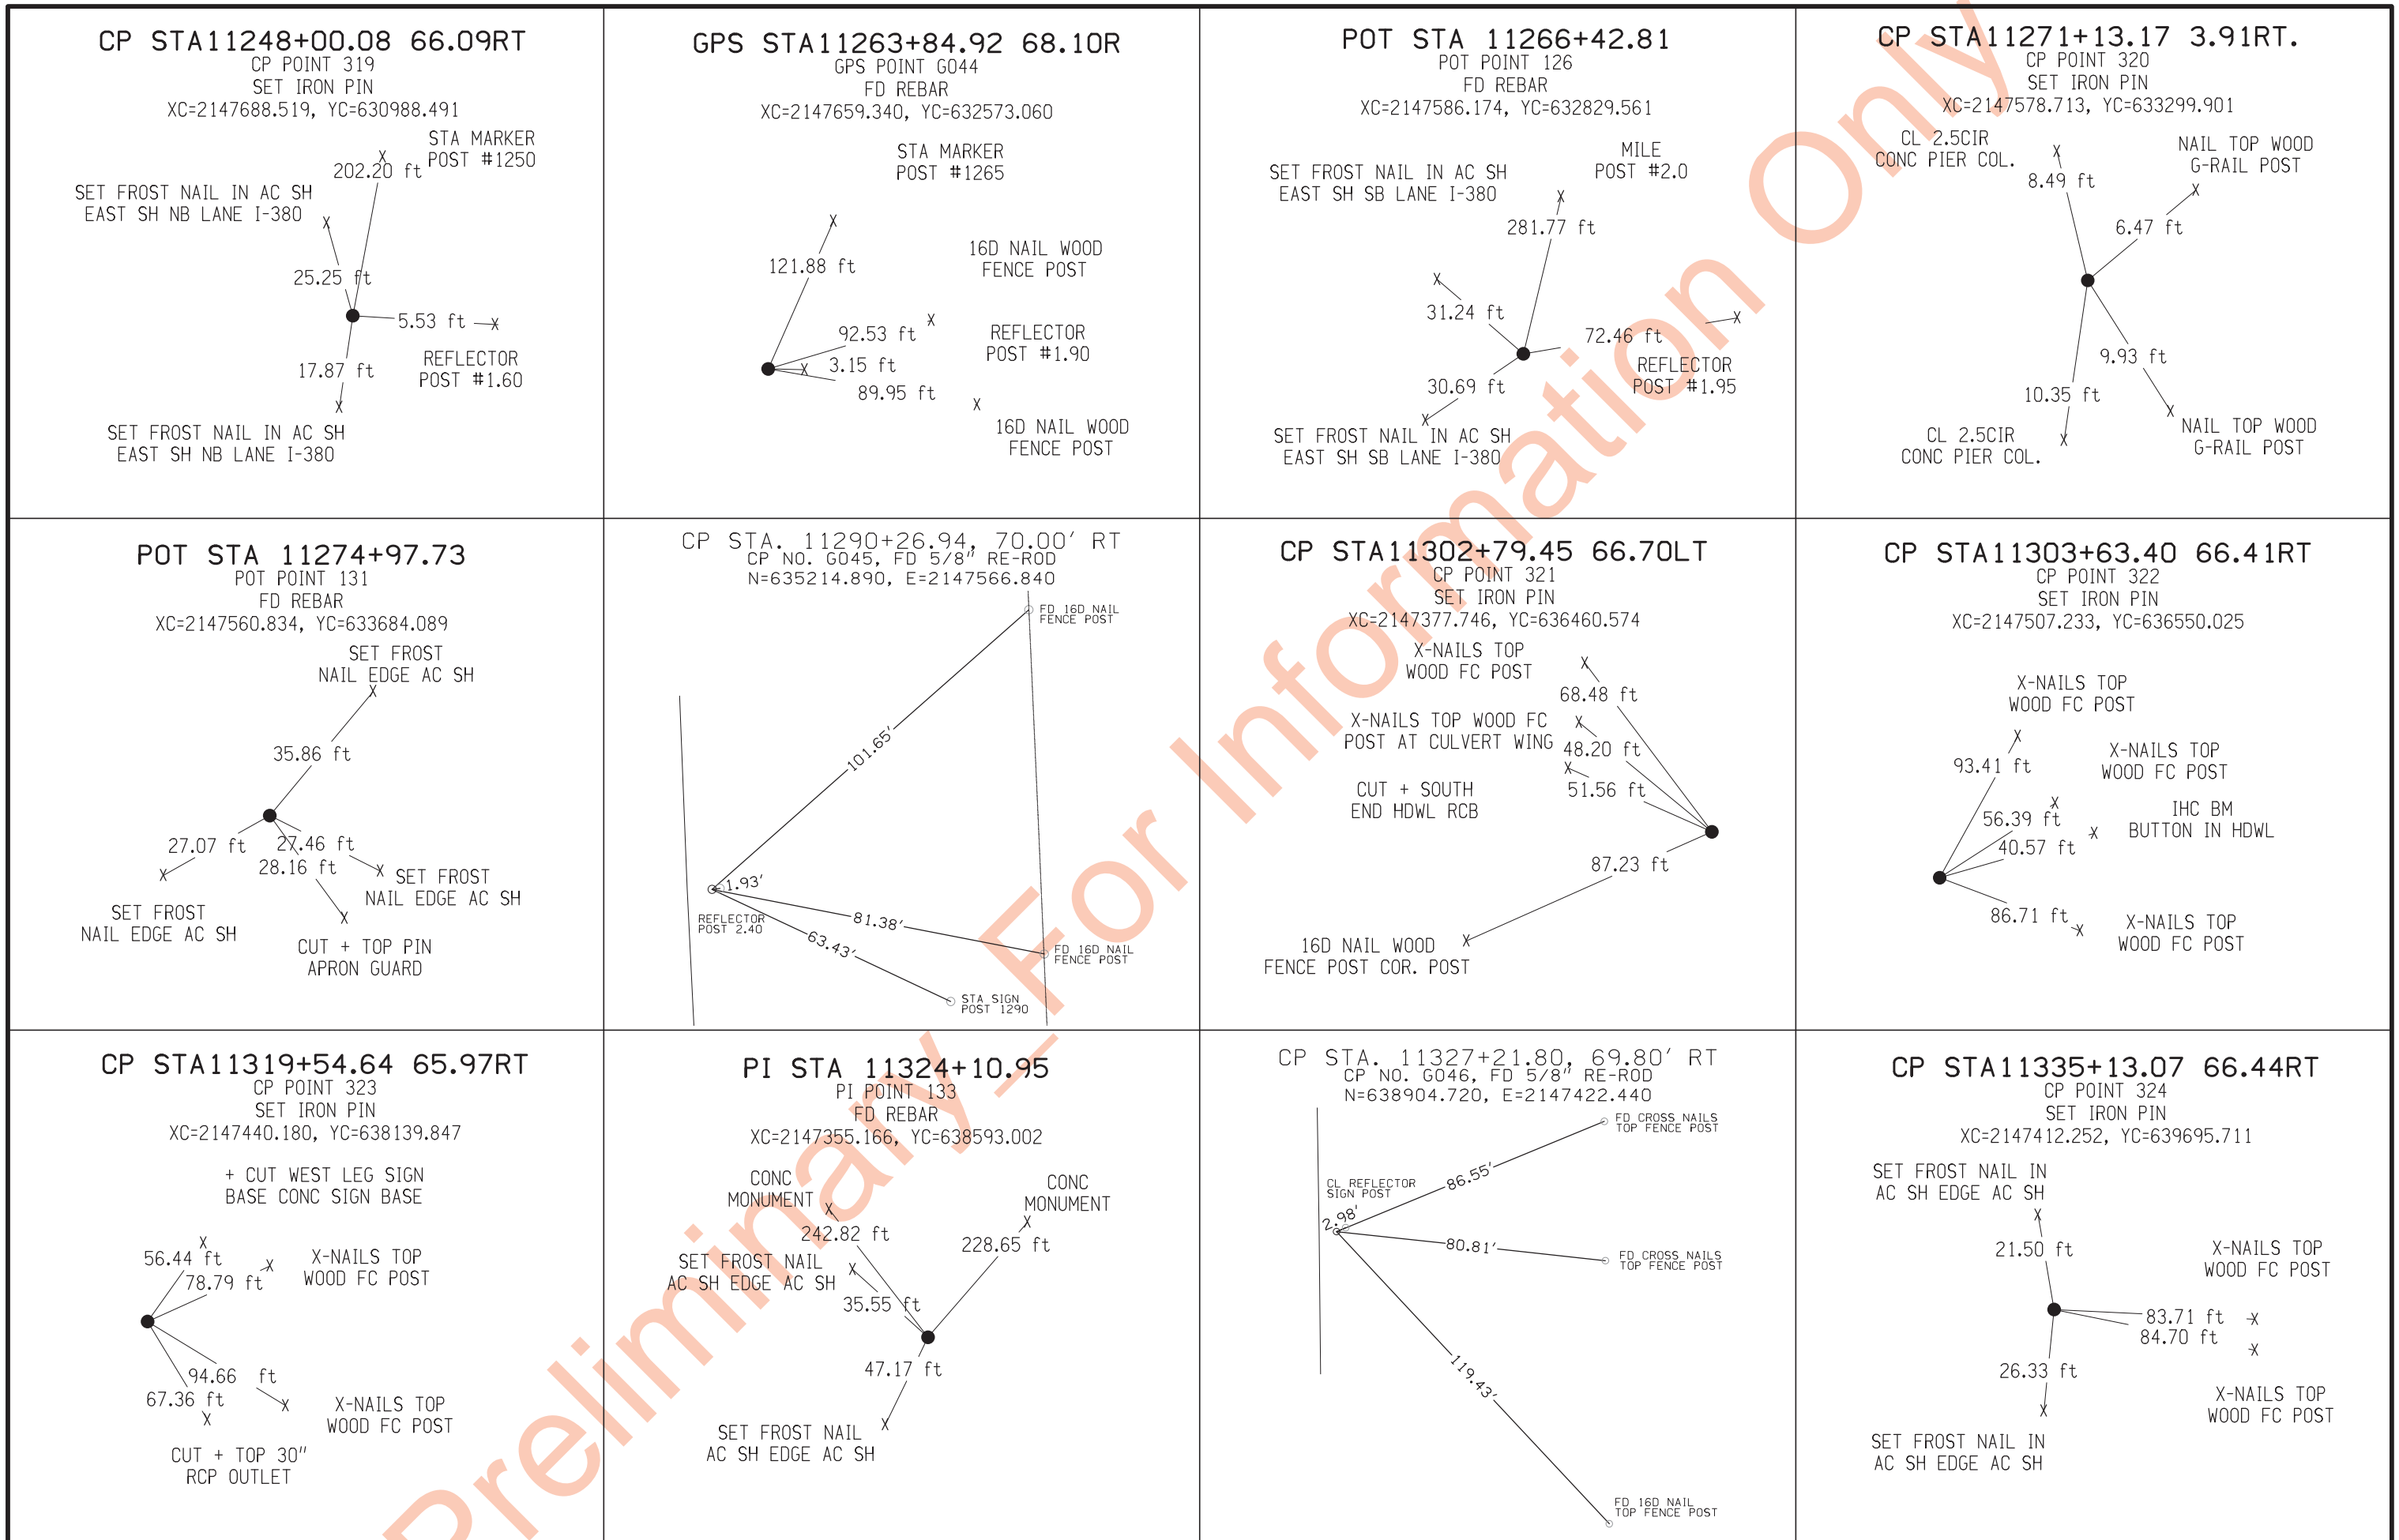 CP STA11248+00.08 66.09RT
CP POINT 319
SET IRON PIN
XC=2147688.519, YC=630988.491
STA MARKER
POST #1250
202.20 ft
SET FROST NAIL IN AC SH
EAST SH NB LANE I-380
25.25 ft
5.53 ft
REFLECTOR
POST #1.60
17.87 ft
SET FROST NAIL IN AC SH
EAST SH NB LANE I-380
GPS STA11263+84.92 68.10R
GPS POINT G044
FD REBAR
XC=2147659.340, YC=632573.060
STA MARKER
POST #1265
121.88 ft
16D NAIL WOOD
FENCE POST
92.53 ft
REFLECTOR
POST #1.90
3.15 ft
89.95 ft
16D NAIL WOOD
FENCE POST
POT STA 11266+42.81
POT POINT 126
FD REBAR
XC=2147586.174, YC=632829.561
MILE
POST #2.0
SET FROST NAIL IN AC SH
EAST SH SB LANE I-380
281.77 ft
31.24 ft
72.46 ft
REFLECTOR
POST #1.95
30.69 ft
SET FROST NAIL IN AC SH
EAST SH SB LANE I-380
CP STA11271+13.17 3.91RT.
CP POINT 320
SET IRON PIN
XC=2147578.713, YC=633299.901
CL 2.5CIR
CONC PIER COL.
8.49 ft
NAIL TOP WOOD
G-RAIL POST
6.47 ft
9.93 ft
10.35 ft
CL 2.5CIR
CONC PIER COL.
NAIL TOP WOOD
G-RAIL POST
POT STA 11274+97.73
POT POINT 131
FD REBAR
XC=2147560.834, YC=633684.089
SET FROST
NAIL EDGE AC SH
35.86 ft
27.07 ft
27.46 ft
28.16 ft
SET FROST
NAIL EDGE AC SH
SET FROST
NAIL EDGE AC SH
CUT + TOP PIN
APRON GUARD
CP STA. 11290+26.94, 70.00' RT
CP NO. G045, FD 5/8" RE-ROD
N=635214.890, E=2147566.840
FD 16D NAIL
FENCE POST
101.65'
1.93'
REFLECTOR
POST 2.40
81.38'
63.43'
FD 16D NAIL
FENCE POST
STA SIGN
POST 1290
CP STA11302+79.45 66.70LT
CP POINT 321
SET IRON PIN
XC=2147377.746, YC=636460.574
X-NAILS TOP
WOOD FC POST
68.48 ft
X-NAILS TOP WOOD FC
POST AT CULVERT WING
48.20 ft
CUT + SOUTH
END HDWL RCB
51.56 ft
87.23 ft
16D NAIL WOOD
FENCE POST COR. POST
CP STA11303+63.40 66.41RT
CP POINT 322
SET IRON PIN
XC=2147507.233, YC=636550.025
X-NAILS TOP
WOOD FC POST
93.41 ft
X-NAILS TOP
WOOD FC POST
56.39 ft
IHC BM
BUTTON IN HDWL
40.57 ft
86.71 ft
X-NAILS TOP
WOOD FC POST
CP STA11319+54.64 65.97RT
CP POINT 323
SET IRON PIN
XC=2147440.180, YC=638139.847
+ CUT WEST LEG SIGN
BASE CONC SIGN BASE
56.44 ft
78.79 ft
X-NAILS TOP
WOOD FC POST
94.66 ft
67.36 ft
X-NAILS TOP
WOOD FC POST
CUT + TOP 30"
RCP OUTLET
PI STA 11324+10.95
PI POINT 133
FD REBAR
XC=2147355.166, YC=638593.002
CONC
MONUMENT
CONC
MONUMENT
242.82 ft
228.65 ft
SET FROST NAIL
AC SH EDGE AC SH
35.55 ft
47.17 ft
SET FROST NAIL
AC SH EDGE AC SH
CP STA. 11327+21.80, 69.80' RT
CP NO. G046, FD 5/8" RE-ROD
N=638904.720, E=2147422.440
FD CROSS NAILS
TOP FENCE POST
86.55'
CL REFLECTOR
SIGN POST
2.98'
80.81'
FD CROSS NAILS
TOP FENCE POST
119.43'
FD 16D NAIL
TOP FENCE POST
CP STA11335+13.07 66.44RT
CP POINT 324
SET IRON PIN
XC=2147412.252, YC=639695.711
SET FROST NAIL IN
AC SH EDGE AC SH
21.50 ft
X-NAILS TOP
WOOD FC POST
83.71 ft
84.70 ft
26.33 ft
X-NAILS TOP
WOOD FC POST
SET FROST NAIL IN
AC SH EDGE AC SH
Preliminary_For Information Only